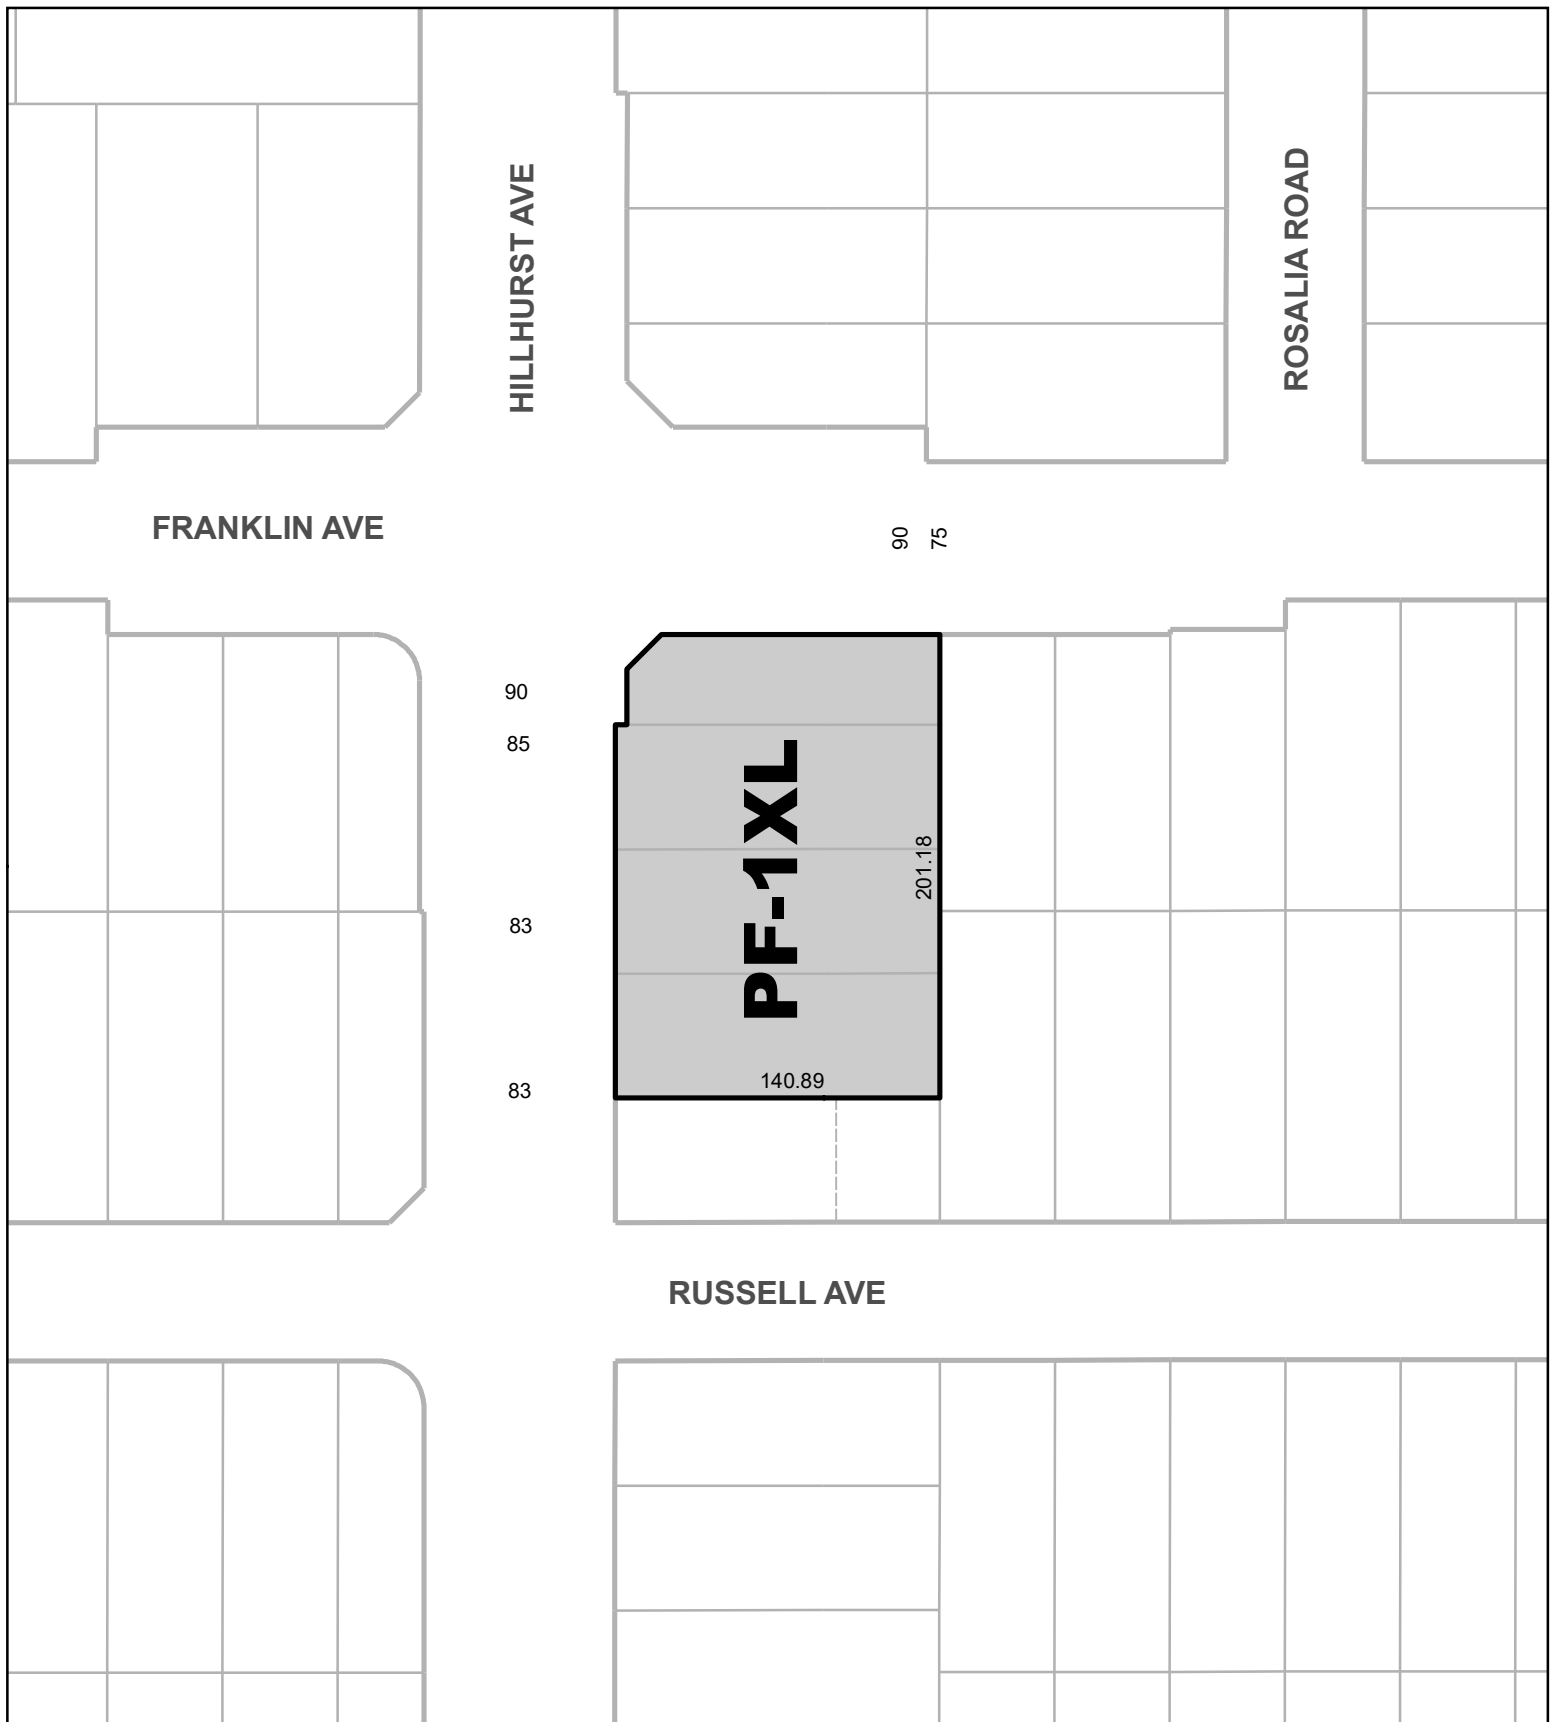 HILLHURST AVE
ROSALIA ROAD
FRANKLIN AVE
90
75
90
85
PF-1XL
201.18
83
140.89
83
RUSSELL AVE